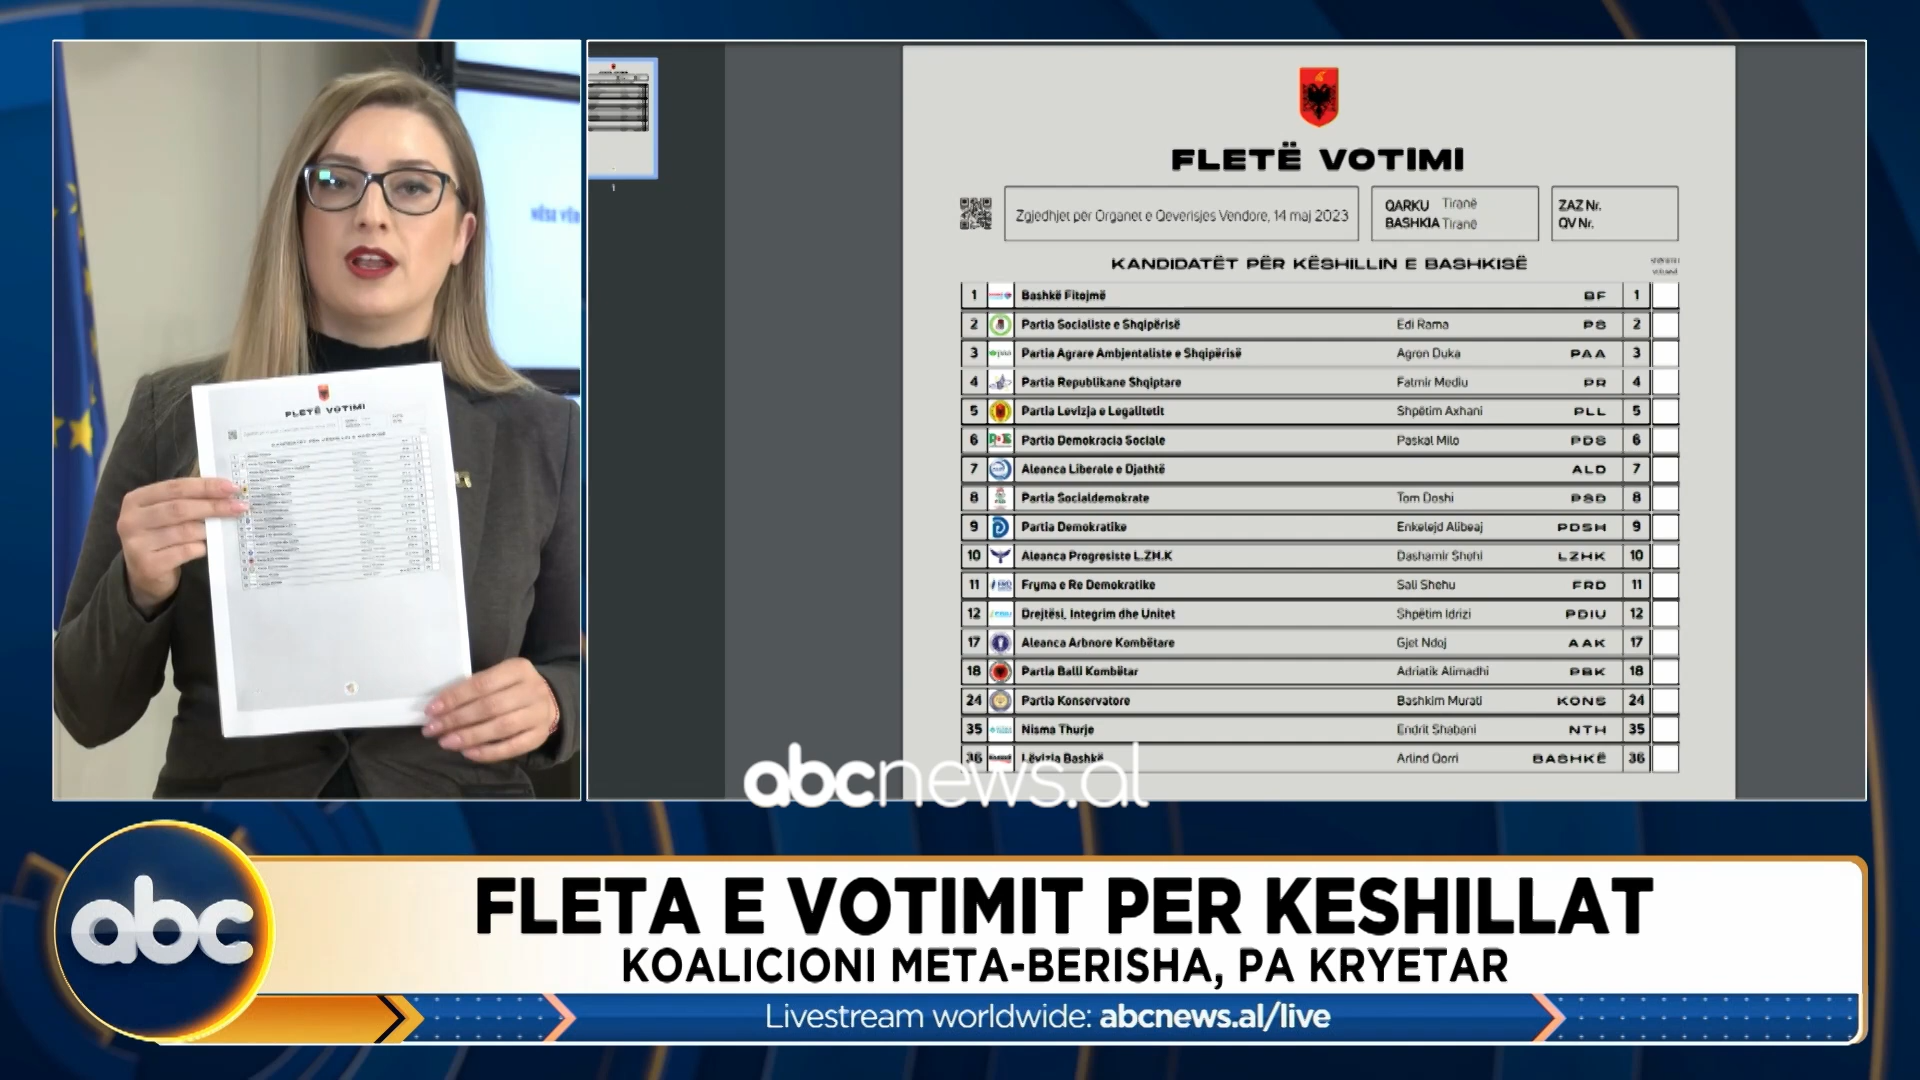 NËSE VËR
FLETË VOTIMI
FLETË VOTIMI
Zgjedhjet për Organet e Qeverisjes Vendore, 14 maj 2023
QARKU Tiranë
BASHKIA Tiranë
ZAZ Nr.
QV Nr.
KANDIDATËT PËR KËSHILLIN E BASHKISË
1 Bashkë Fitojmë BF 1
2 Partia Socialiste e Shqipërisë Edi Rama PS 2
3 Partia Agrare Ambjentaliste e Shqipërisë Agron Duka PAA 3
4 Partia Republikane Shqiptare Fatmir Mediu PR 4
5 Partia Levizja e Legalitetit Shpëtim Axhani PLL 5
6 Partia Demokracia Sociale Paskal Milo PDS 6
7 Aleanca Liberale e Djathtë ALD 7
8 Partia Socialdemokrate Tom Doshi PSD 8
9 Partia Demokratike Enkelejd Alibeaj PDSH 9
10 Aleanca Progresiste L.ZH.K Dashamir Shehi LZHK 10
11 Fryma e Re Demokratike Sali Shehu FRD 11
12 Drejtësi, Integrim dhe Unitet Shpëtim Idrizi PDIU 12
17 Aleanca Arbnore Kombëtare Gjet Ndoj AAK 17
18 Partia Balli Kombëtar Adriatik Alimadhi PBK 18
24 Partia Konservatore Bashkim Murati KONS 24
35 Nisma Thurje Endrit Shabani NTH 35
36 Lëvizja Bashkë Arlind Qorri BASHKË 36
1
abcnews.al
abc
FLETA E VOTIMIT PER KESHILLAT
KOALICIONI META-BERISHA, PA KRYETAR
Livestream worldwide: abcnews.al/live